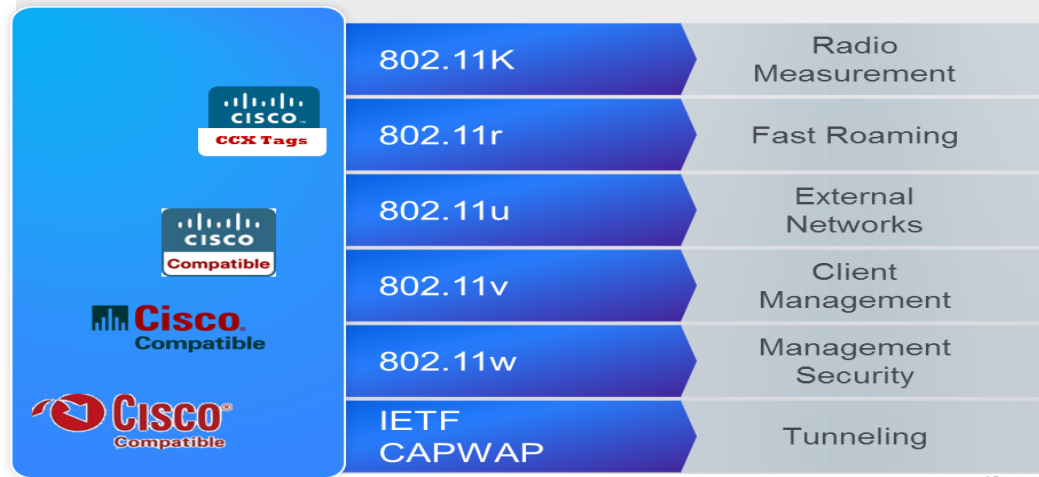 CISCO
CCX Tags
CISCO
Compatible
Cisco.
Compatible
CISCO®
Compatible
802.11K
Radio
Measurement
802.11r
Fast Roaming
802.11u
External
Networks
802.11v
Client
Management
802.11w
Management
Security
IETF
CAPWAP
Tunneling